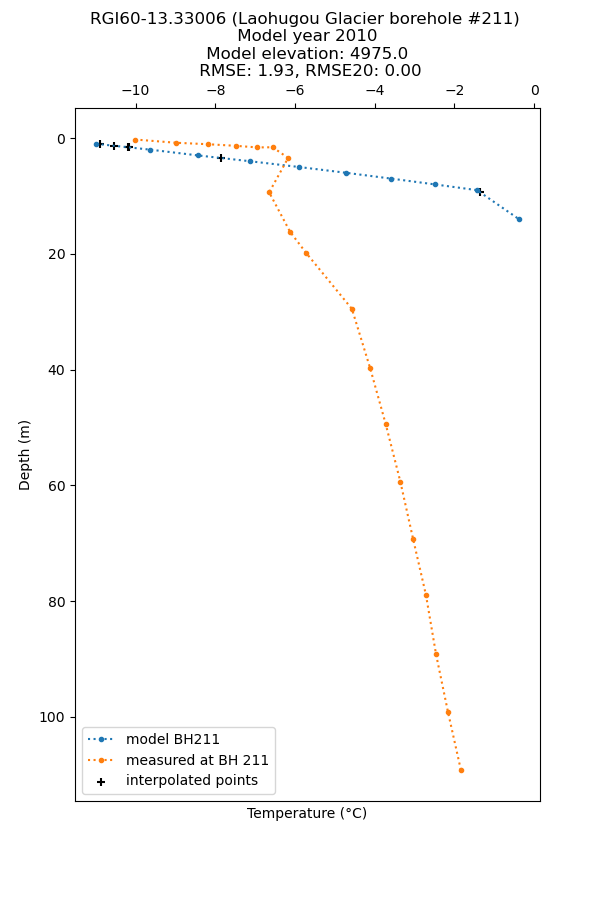 RGI60-13.33006 (Laohugou Glacier borehole #211)
Model year 2010
Model elevation: 4975.0
RMSE: 1.93, RMSE20: 0.00
−10 −8 −6 −4 −2 0
0
20
40
60
80
100
Depth (m)
model BH211
measured at BH 211
interpolated points
Temperature (°C)